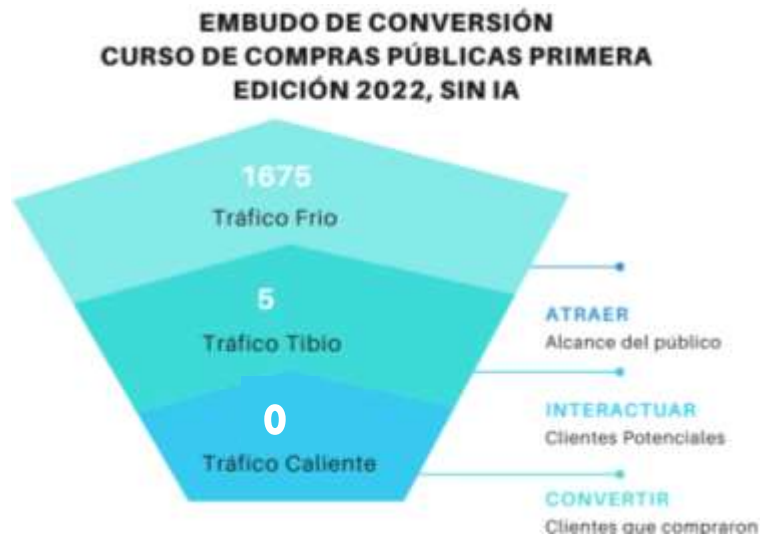 EMBUDO DE CONVERSIÓN
CURSO DE COMPRAS PÚBLICAS PRIMERA
EDICIÓN 2022, SIN IA
1675
Tráfico Frio
5
Tráfico Tibio
0
Tráfico Caliente
ATRAER
Alcance del público
INTERACTUAR
Clientes Potenciales
CONVERTIR
Clientes que compraron